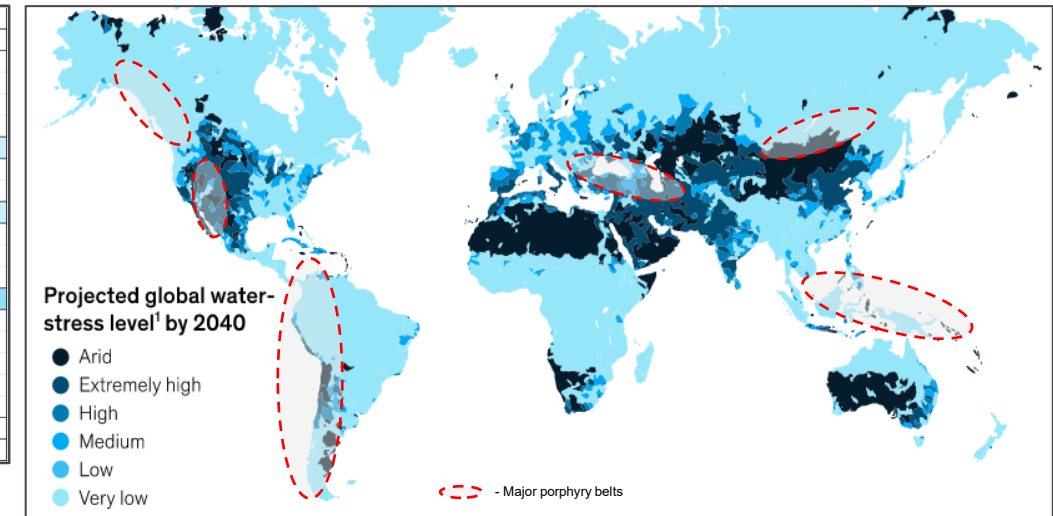 Projected global water-
stress level¹ by 2040
Arid
Extremely high
High
Medium
Low
Very low
- Major porphyry belts